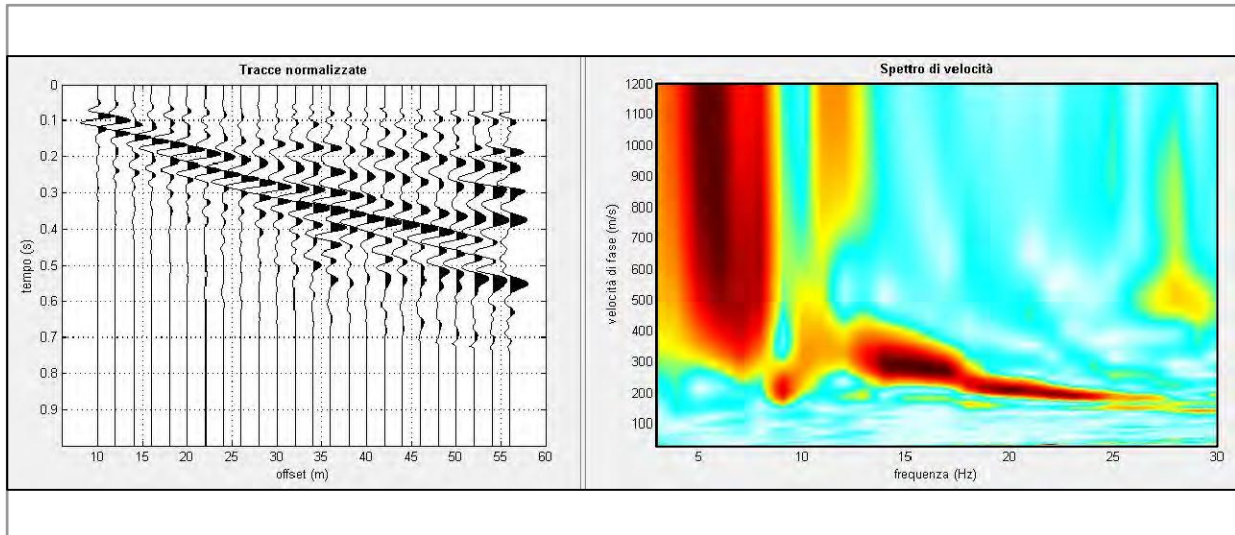 Tracce normalizzate
0
0.1
0.2
0.3
0.4
0.5
0.6
0.7
0.8
0.9
tempo (s)
10 15 20 25 30 35 40 45 50 55 60
offset (m)
Spettro di velocità
1200
1100
1000
900
800
700
600
500
400
300
200
100
velocità di fase (m/s)
5 10 15 20 25 30
frequenza (Hz)